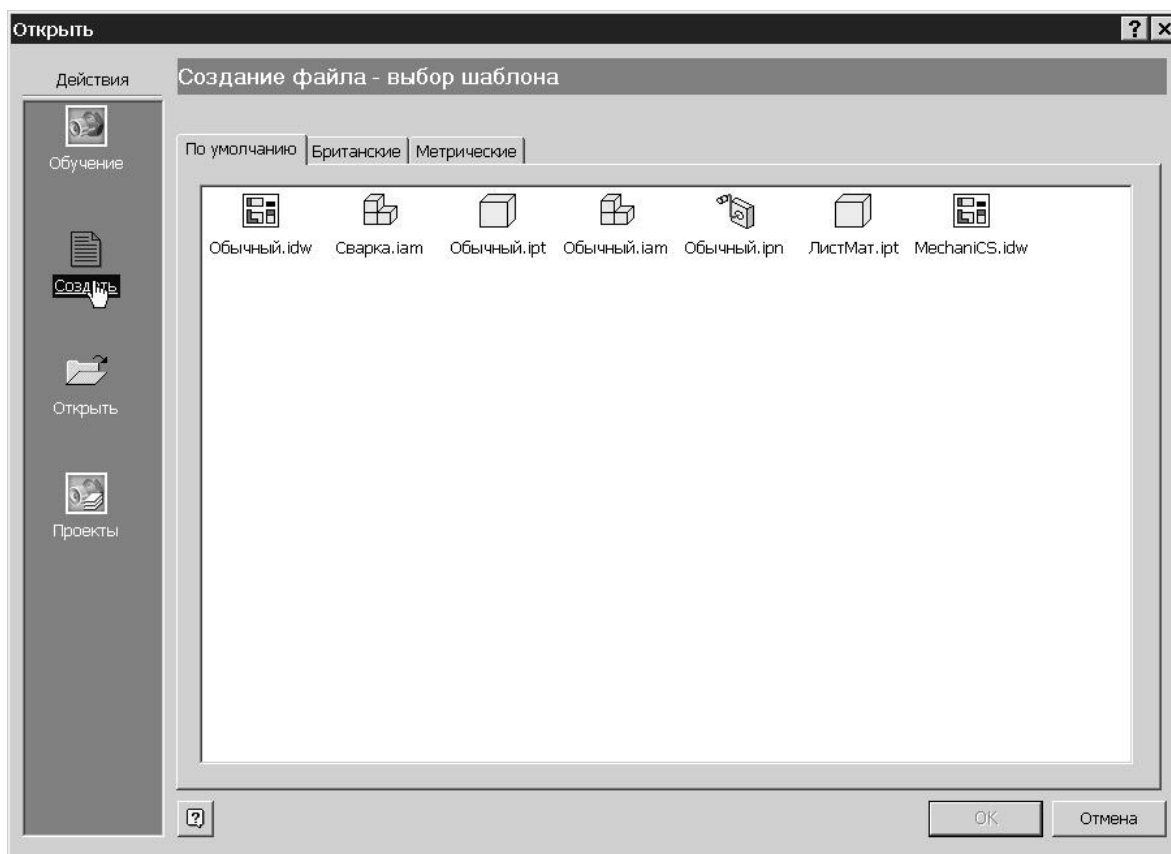 Открыть
Действия
Создание файла - выбор шаблона
Обучение
Создать
Открыть
Проекты
По умолчанию Британские Метрические
Обычный.idw Сварка.iam Обычный.ipt Обычный.iam Обычный.ipn ЛистМат.ipt MechaniCS.idw
OK Отмена